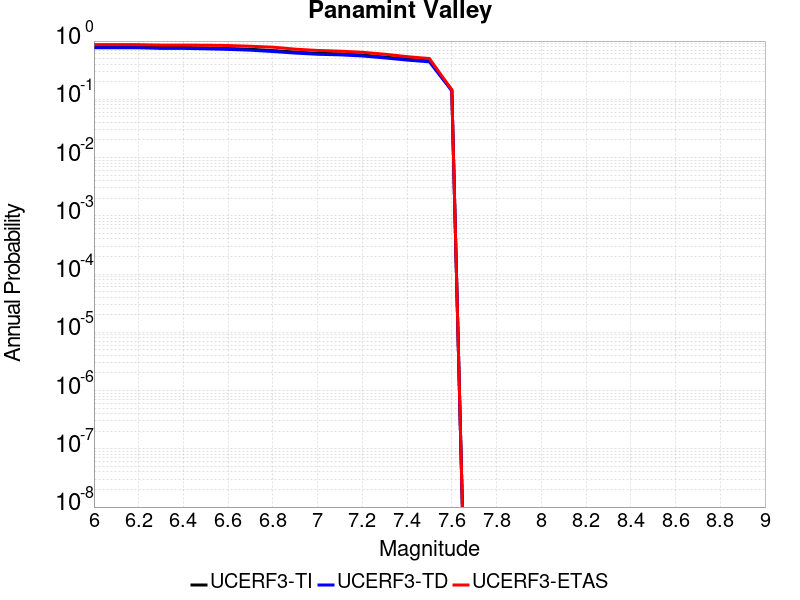 Panamint Valley
Annual Probability
10^0
10^-1
10^-2
10^-3
10^-4
10^-5
10^-6
10^-7
10^-8
6 6.2 6.4 6.6 6.8 7 7.2 7.4 7.6 7.8 8 8.2 8.4 8.6 8.8 9
Magnitude
UCERF3-TI UCERF3-TD UCERF3-ETAS